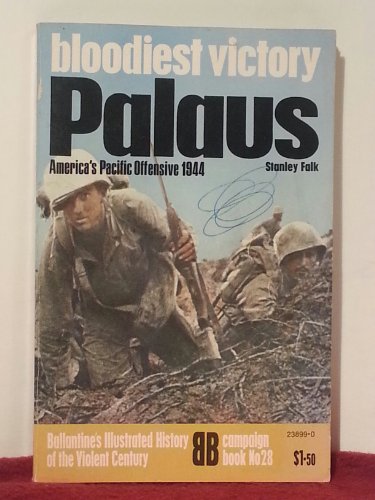 bloodiest victory
Palaus
America's Pacific Offensive 1944
Stanley Falk
Ballantine's Illustrated History
of the Violent Century
BB
campaign
book No 28
23899-0
$1·50